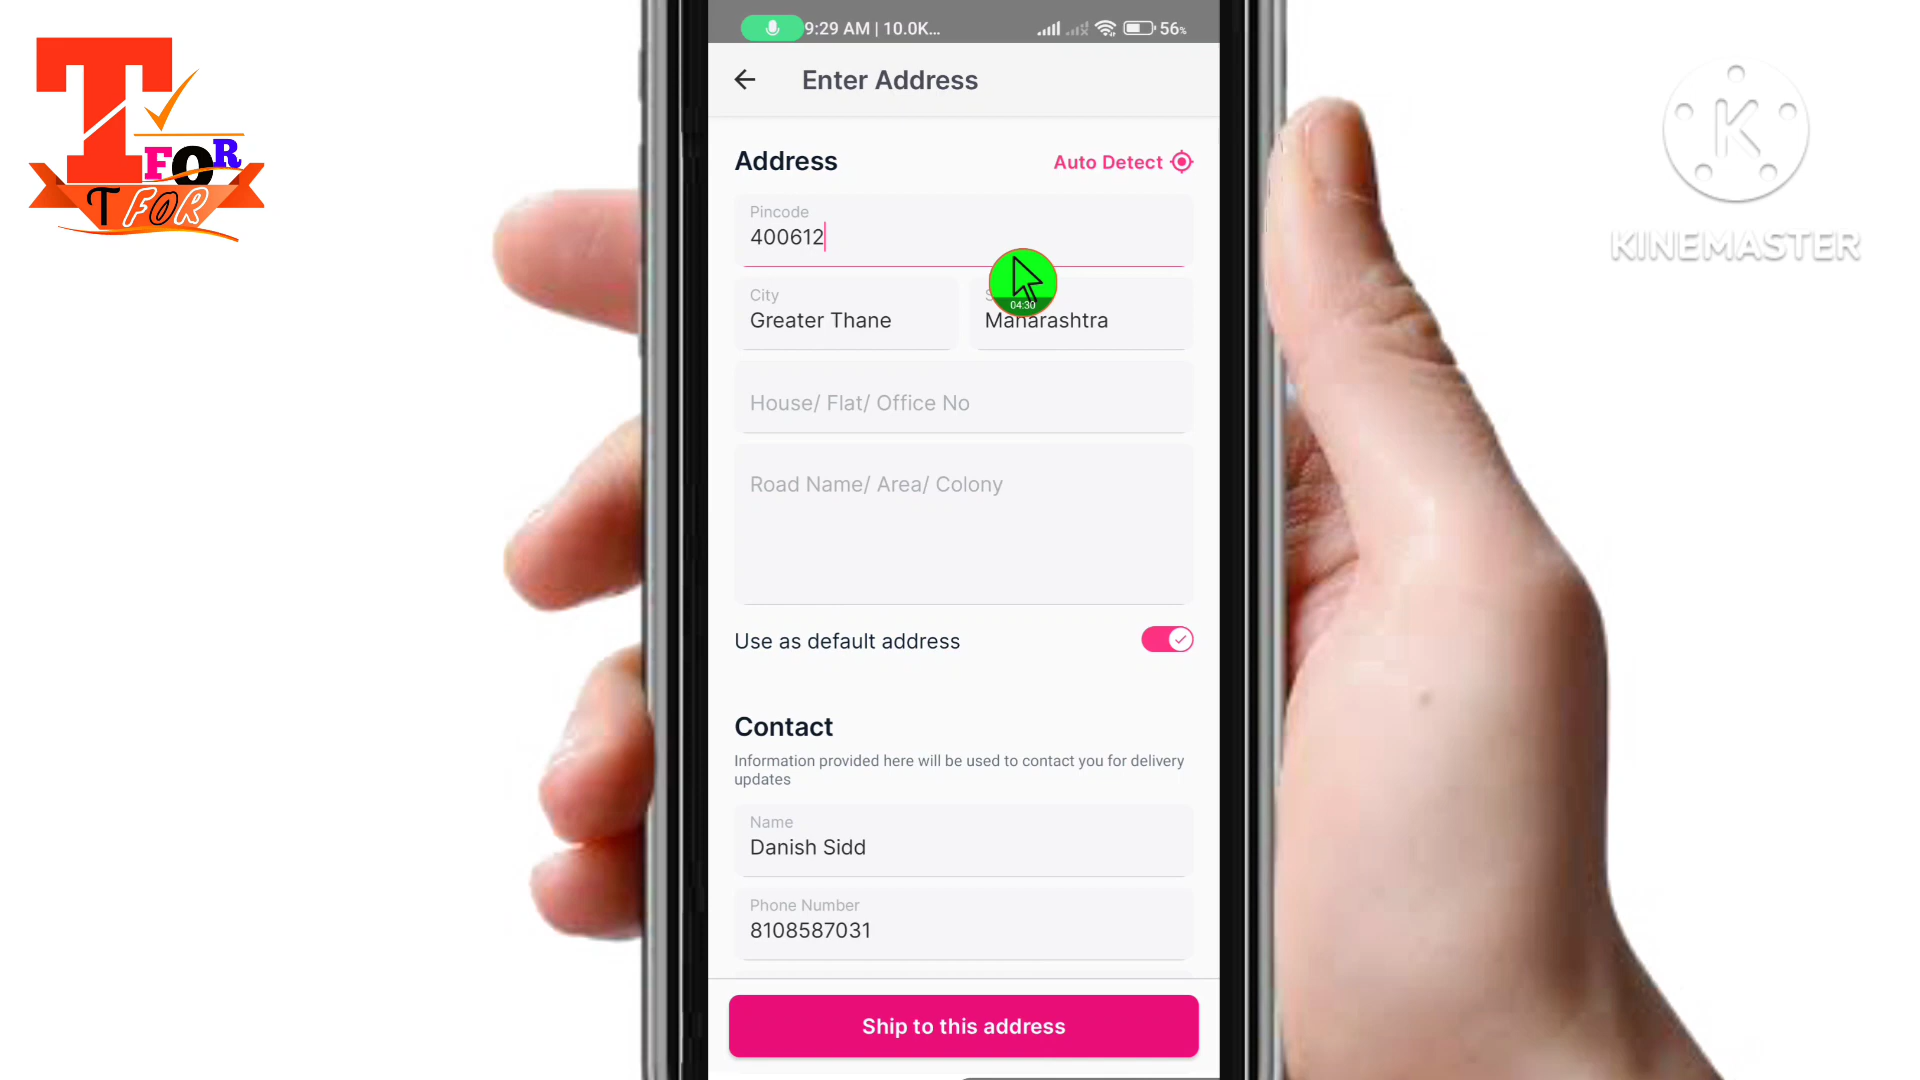 T
FOR
T FOR
9:29 AM | 10.0K... 56%
Enter Address
Address Auto Detect
Pincode
400612
04:30
City
Greater Thane Maharashtra
House/ Flat/ Office No
Road Name/ Area/ Colony
Use as default address
Contact
Information provided here will be used to contact you for delivery
updates
Name
Danish Sidd
Phone Number
8108587031
Ship to this address
K
KINEMASTER